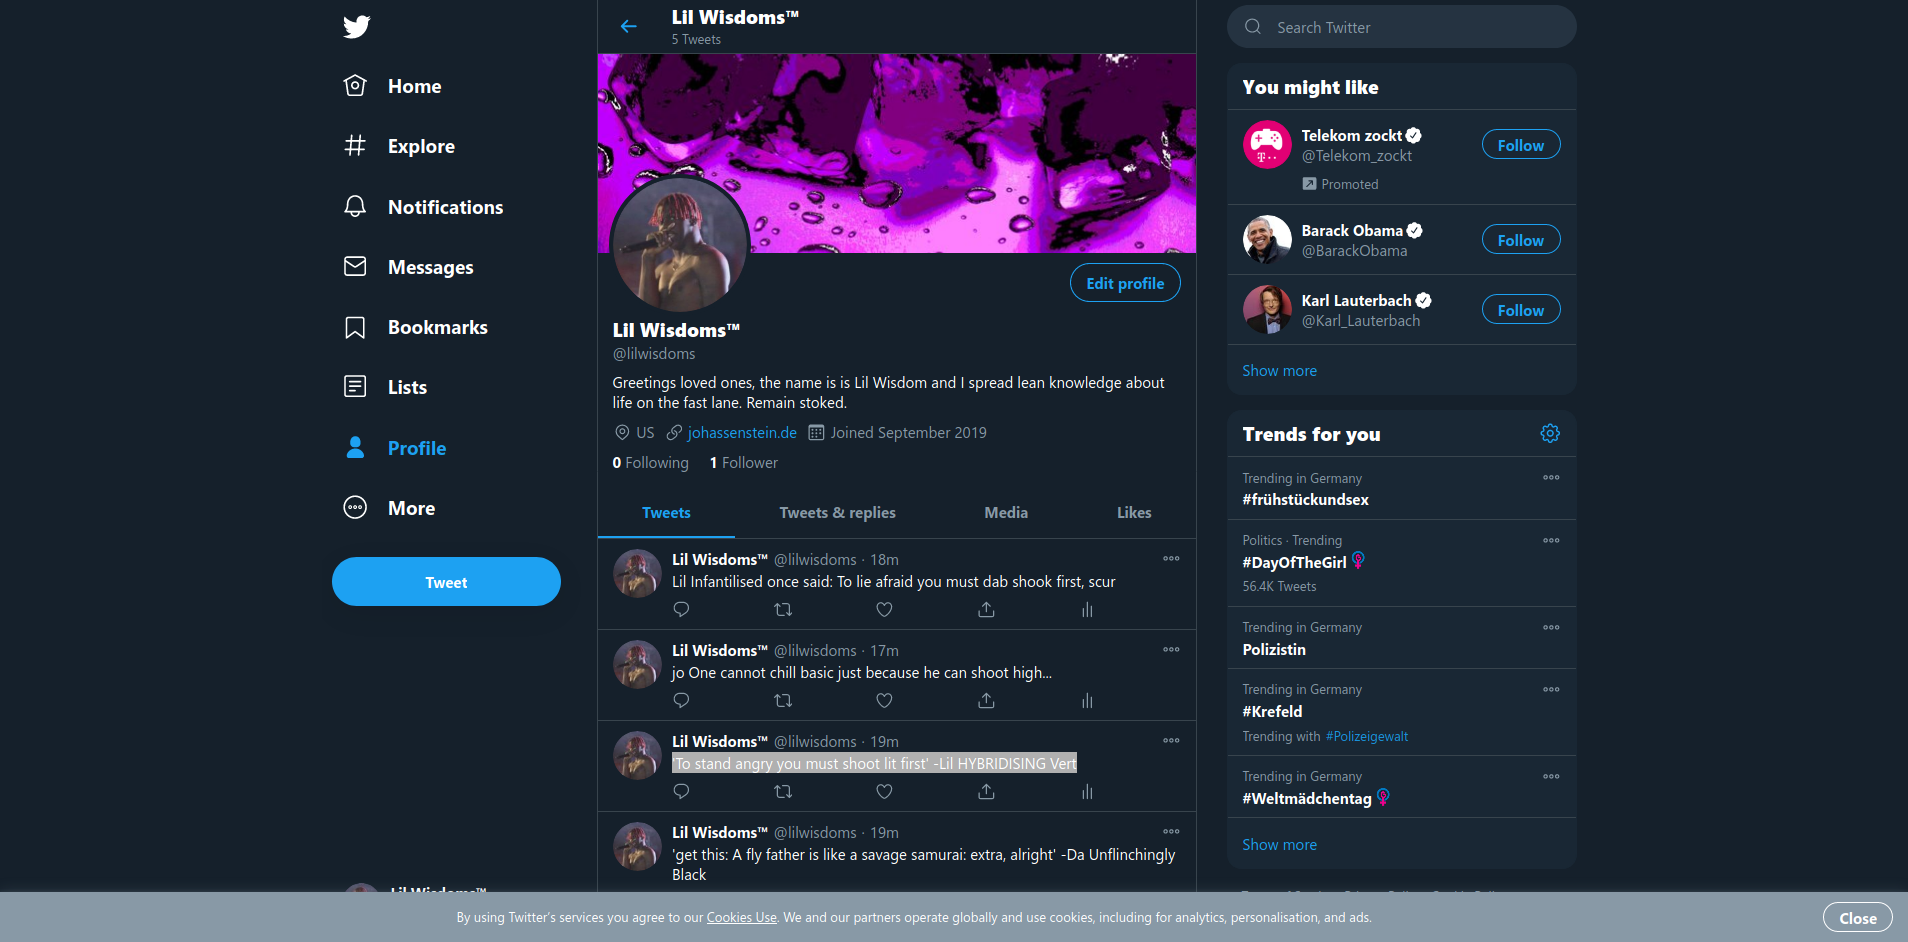 Home
Explore
Notifications
Messages
Bookmarks
Lists
Profile
More
Tweet
Lil Wisdoms™
Lil Wisdoms™
5 Tweets
Edit profile
Lil Wisdoms™
@lilwisdoms
Greetings loved ones, the name is is Lil Wisdom and I spread lean knowledge about
life on the fast lane. Remain stoked.
US johassenstein.de Joined September 2019
0 Following 1 Follower
Tweets Tweets & replies Media Likes
Lil Wisdoms™ @lilwisdoms · 18m
Lil Infantilised once said: To lie afraid you must dab shook first, scur
Lil Wisdoms™ @lilwisdoms · 17m
jo One cannot chill basic just because he can shoot high...
Lil Wisdoms™ @lilwisdoms · 19m
'To stand angry you must shoot lit first' -Lil HYBRIDISING Vert
Lil Wisdoms™ @lilwisdoms · 19m
'get this: A fly father is like a savage samurai: extra, alright' -Da Unflinchingly
Black
Search Twitter
You might like
Telekom zockt
@Telekom_zockt
Follow
T··
Promoted
Barack Obama
@BarackObama
Follow
Karl Lauterbach
@Karl_Lauterbach
Follow
Show more
Trends for you
Trending in Germany
#frühstückundsex
Politics · Trending
#DayOfTheGirl
56.4K Tweets
Trending in Germany
Polizistin
Trending in Germany
#Krefeld
Trending with #Polizeigewalt
Trending in Germany
#Weltmädchentag
Show more
By using Twitter's services you agree to our Cookies Use. We and our partners operate globally and use cookies, including for analytics, personalisation, and ads.
Close